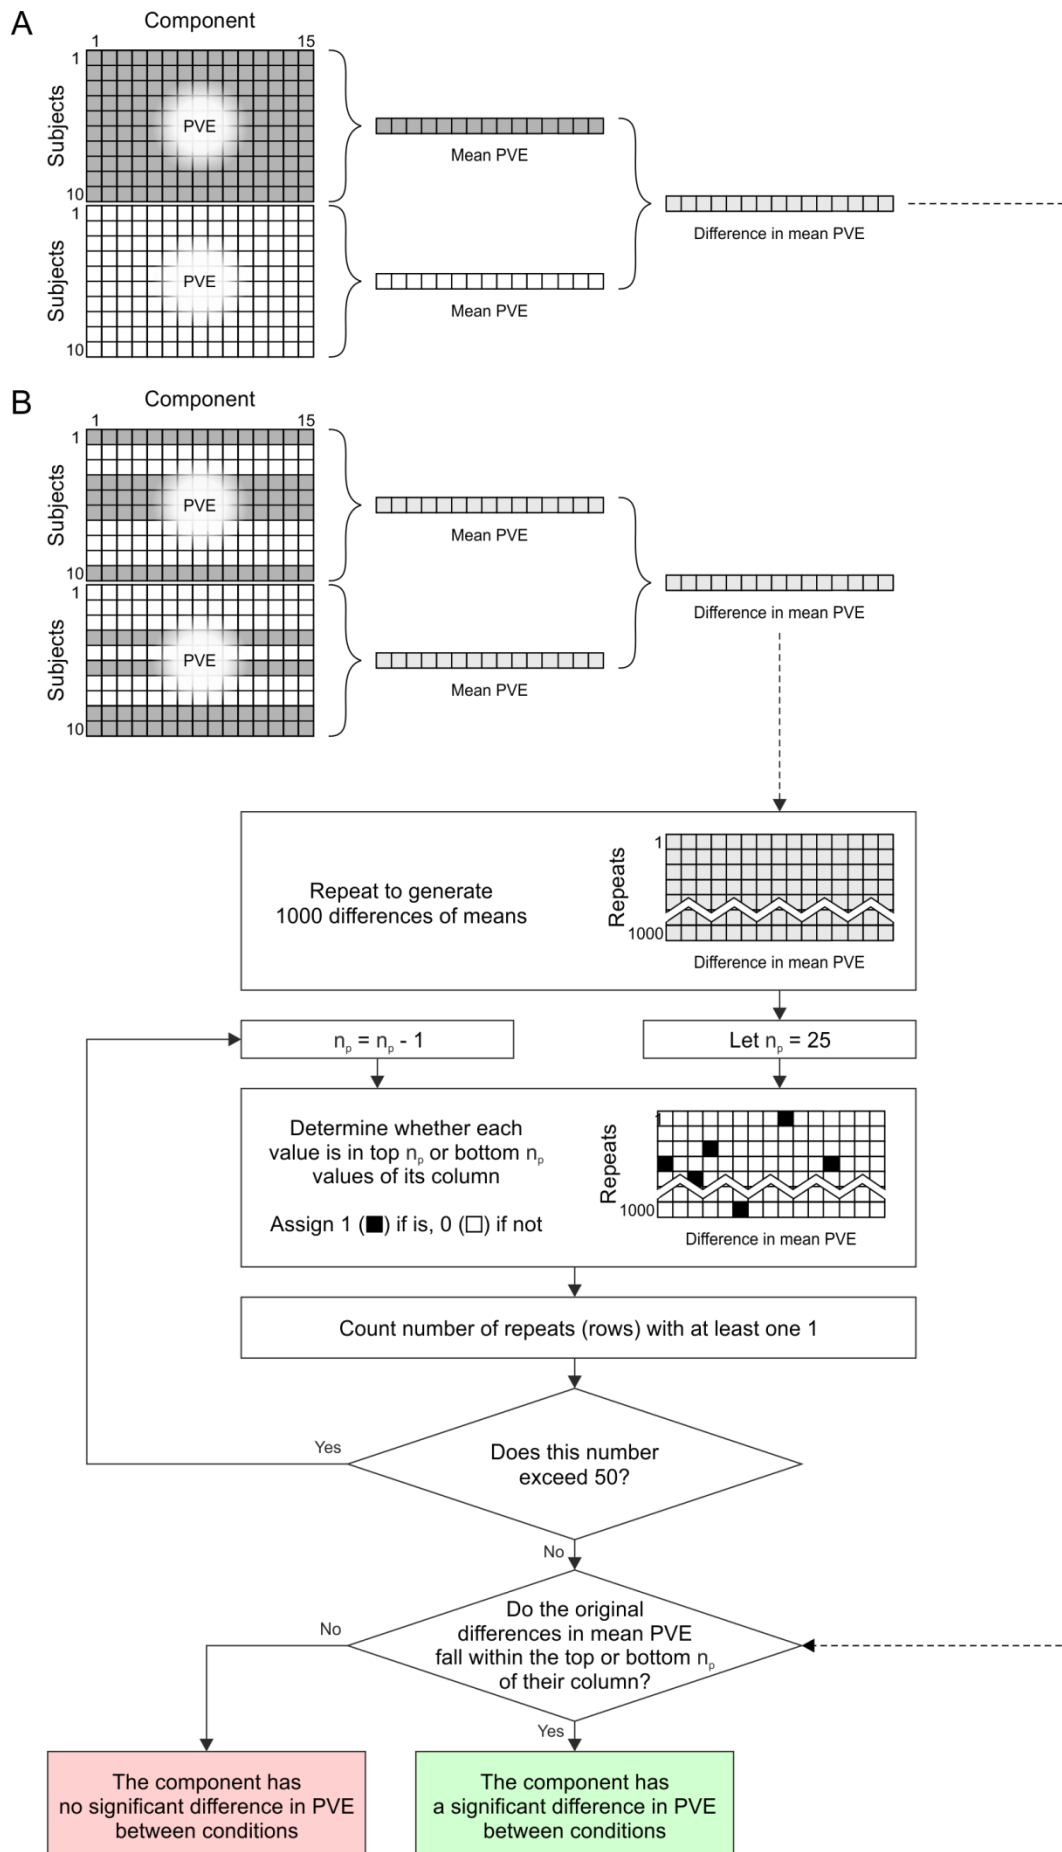 A
Component
1 15
1
Subjects
PVE
10
Mean PVE
Difference in mean PVE
1
Subjects
PVE
10
Mean PVE
B
Component
1 15
1
Subjects
PVE
10
Mean PVE
Difference in mean PVE
1
Subjects
PVE
10
Mean PVE
Repeat to generate
1000 differences of means
1
Repeats
1000
Difference in mean PVE
np = np - 1
Let np = 25
Determine whether each
value is in top np or bottom np
values of its column
Assign 1 (■) if is, 0 (□) if not
1
Repeats
1000
Difference in mean PVE
Count number of repeats (rows) with at least one 1
Does this number
exceed 50?
Yes
No
Do the original
differences in mean PVE
fall within the top or bottom np
of their column?
No
Yes
The component has
no significant difference in PVE
between conditions
The component has
a significant difference in PVE
between conditions